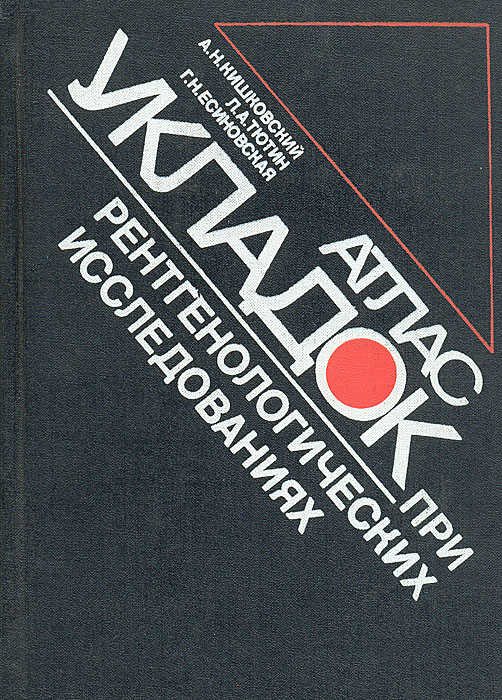 А.Н.КИШКОВСКИЙ
Л.А.ТЮТИН
Г.Н.ЕСИНОВСКАЯ
АТЛАС
УКЛАДОК
ПРИ
РЕНТГЕНОЛОГИЧЕСКИХ
ИССЛЕДОВАНИЯХ